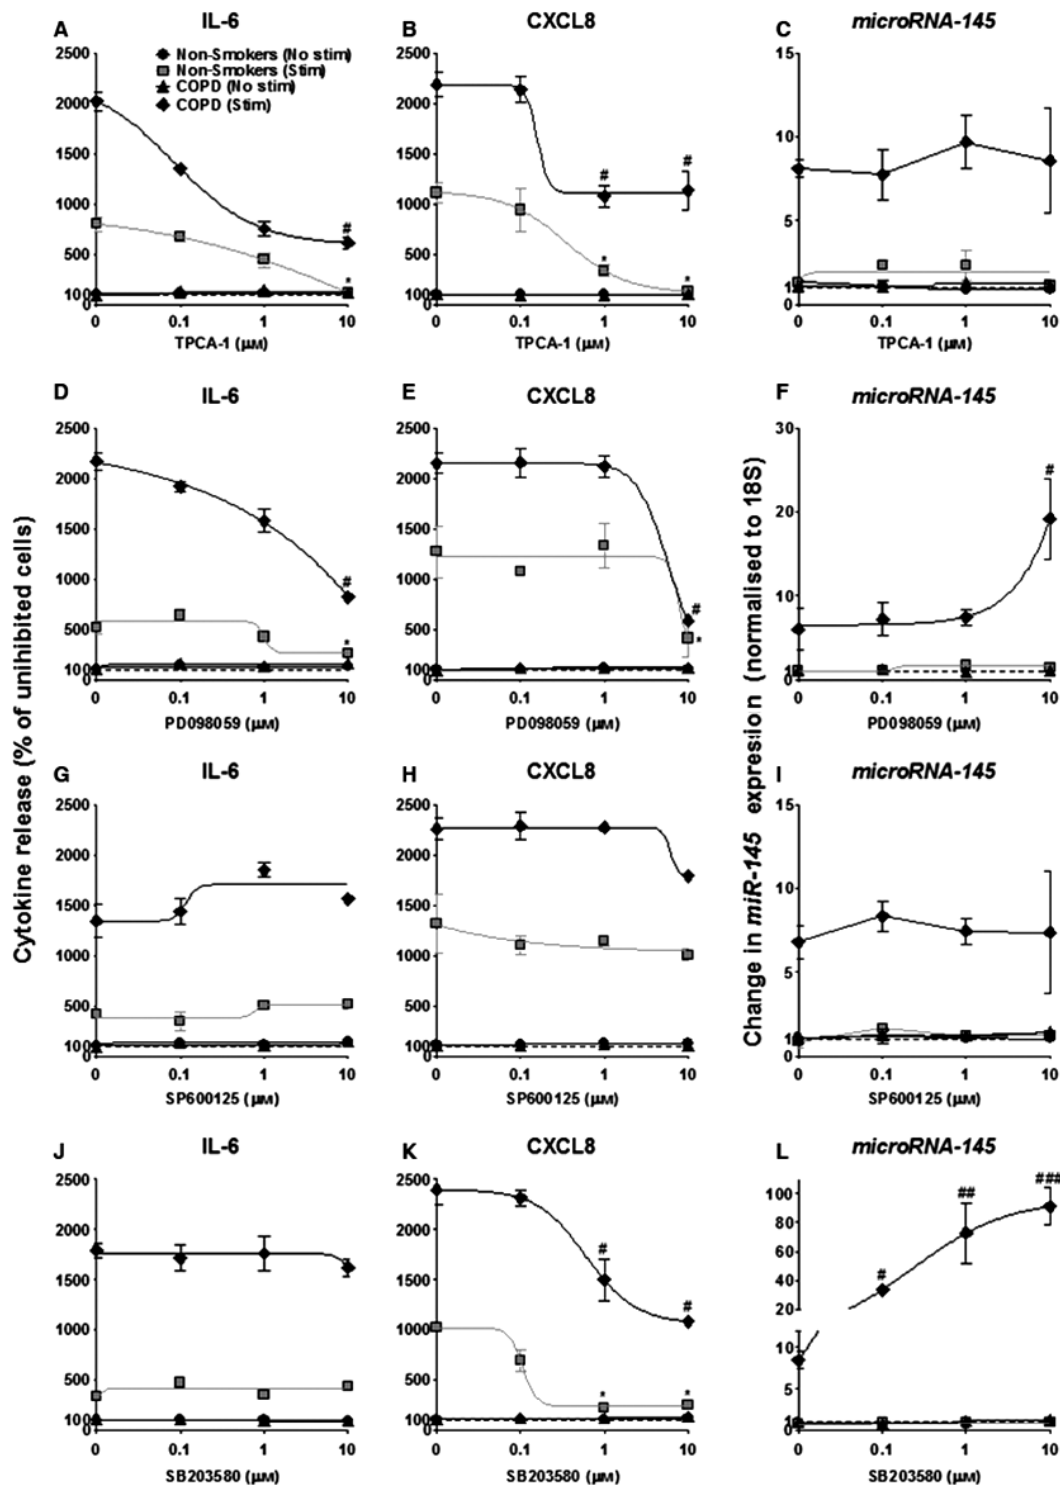 A IL-6
B CXCL8
C microRNA-145
Non-Smokers (No stim)
Non-Smokers (Stim)
COPD (No stim)
COPD (Stim)
2500
2000
1500
1000
500
100
0
0 0.1 1 10
TPCA-1 (μM)
2500
2000
1500
1000
500
100
0
# # * *
0 0.1 1 10
TPCA-1 (μM)
15
10
5
1
0
0 0.1 1 10
TPCA-1 (μM)
# *
D IL-6
E CXCL8
F microRNA-145
2500
2000
1500
1000
500
100
0
# *
0 0.1 1 10
PD098059 (μM)
2500
2000
1500
1000
500
100
0
# *
0 0.1 1 10
PD098059 (μM)
30
20
10
1
0
#
0 0.1 1 10
PD098059 (μM)
Cytokine release (% of unihibited cells)
Change in miR-145 expression (normalised to 18S)
G IL-6
H CXCL8
I microRNA-145
2500
2000
1500
1000
500
100
0
0 0.1 1 10
SP600125 (μM)
2500
2000
1500
1000
500
100
0
0 0.1 1 10
SP600125 (μM)
15
10
5
1
0
0 0.1 1 10
SP600125 (μM)
J IL-6
K CXCL8
L microRNA-145
2500
2000
1500
1000
500
100
0
0 0.1 1 10
SB203580 (μM)
2500
2000
1500
1000
500
100
0
# # * *
0 0.1 1 10
SB203580 (μM)
100
80
60
40
20
10
5
1
0
# ## ###
0 0.1 1 10
SB203580 (μM)